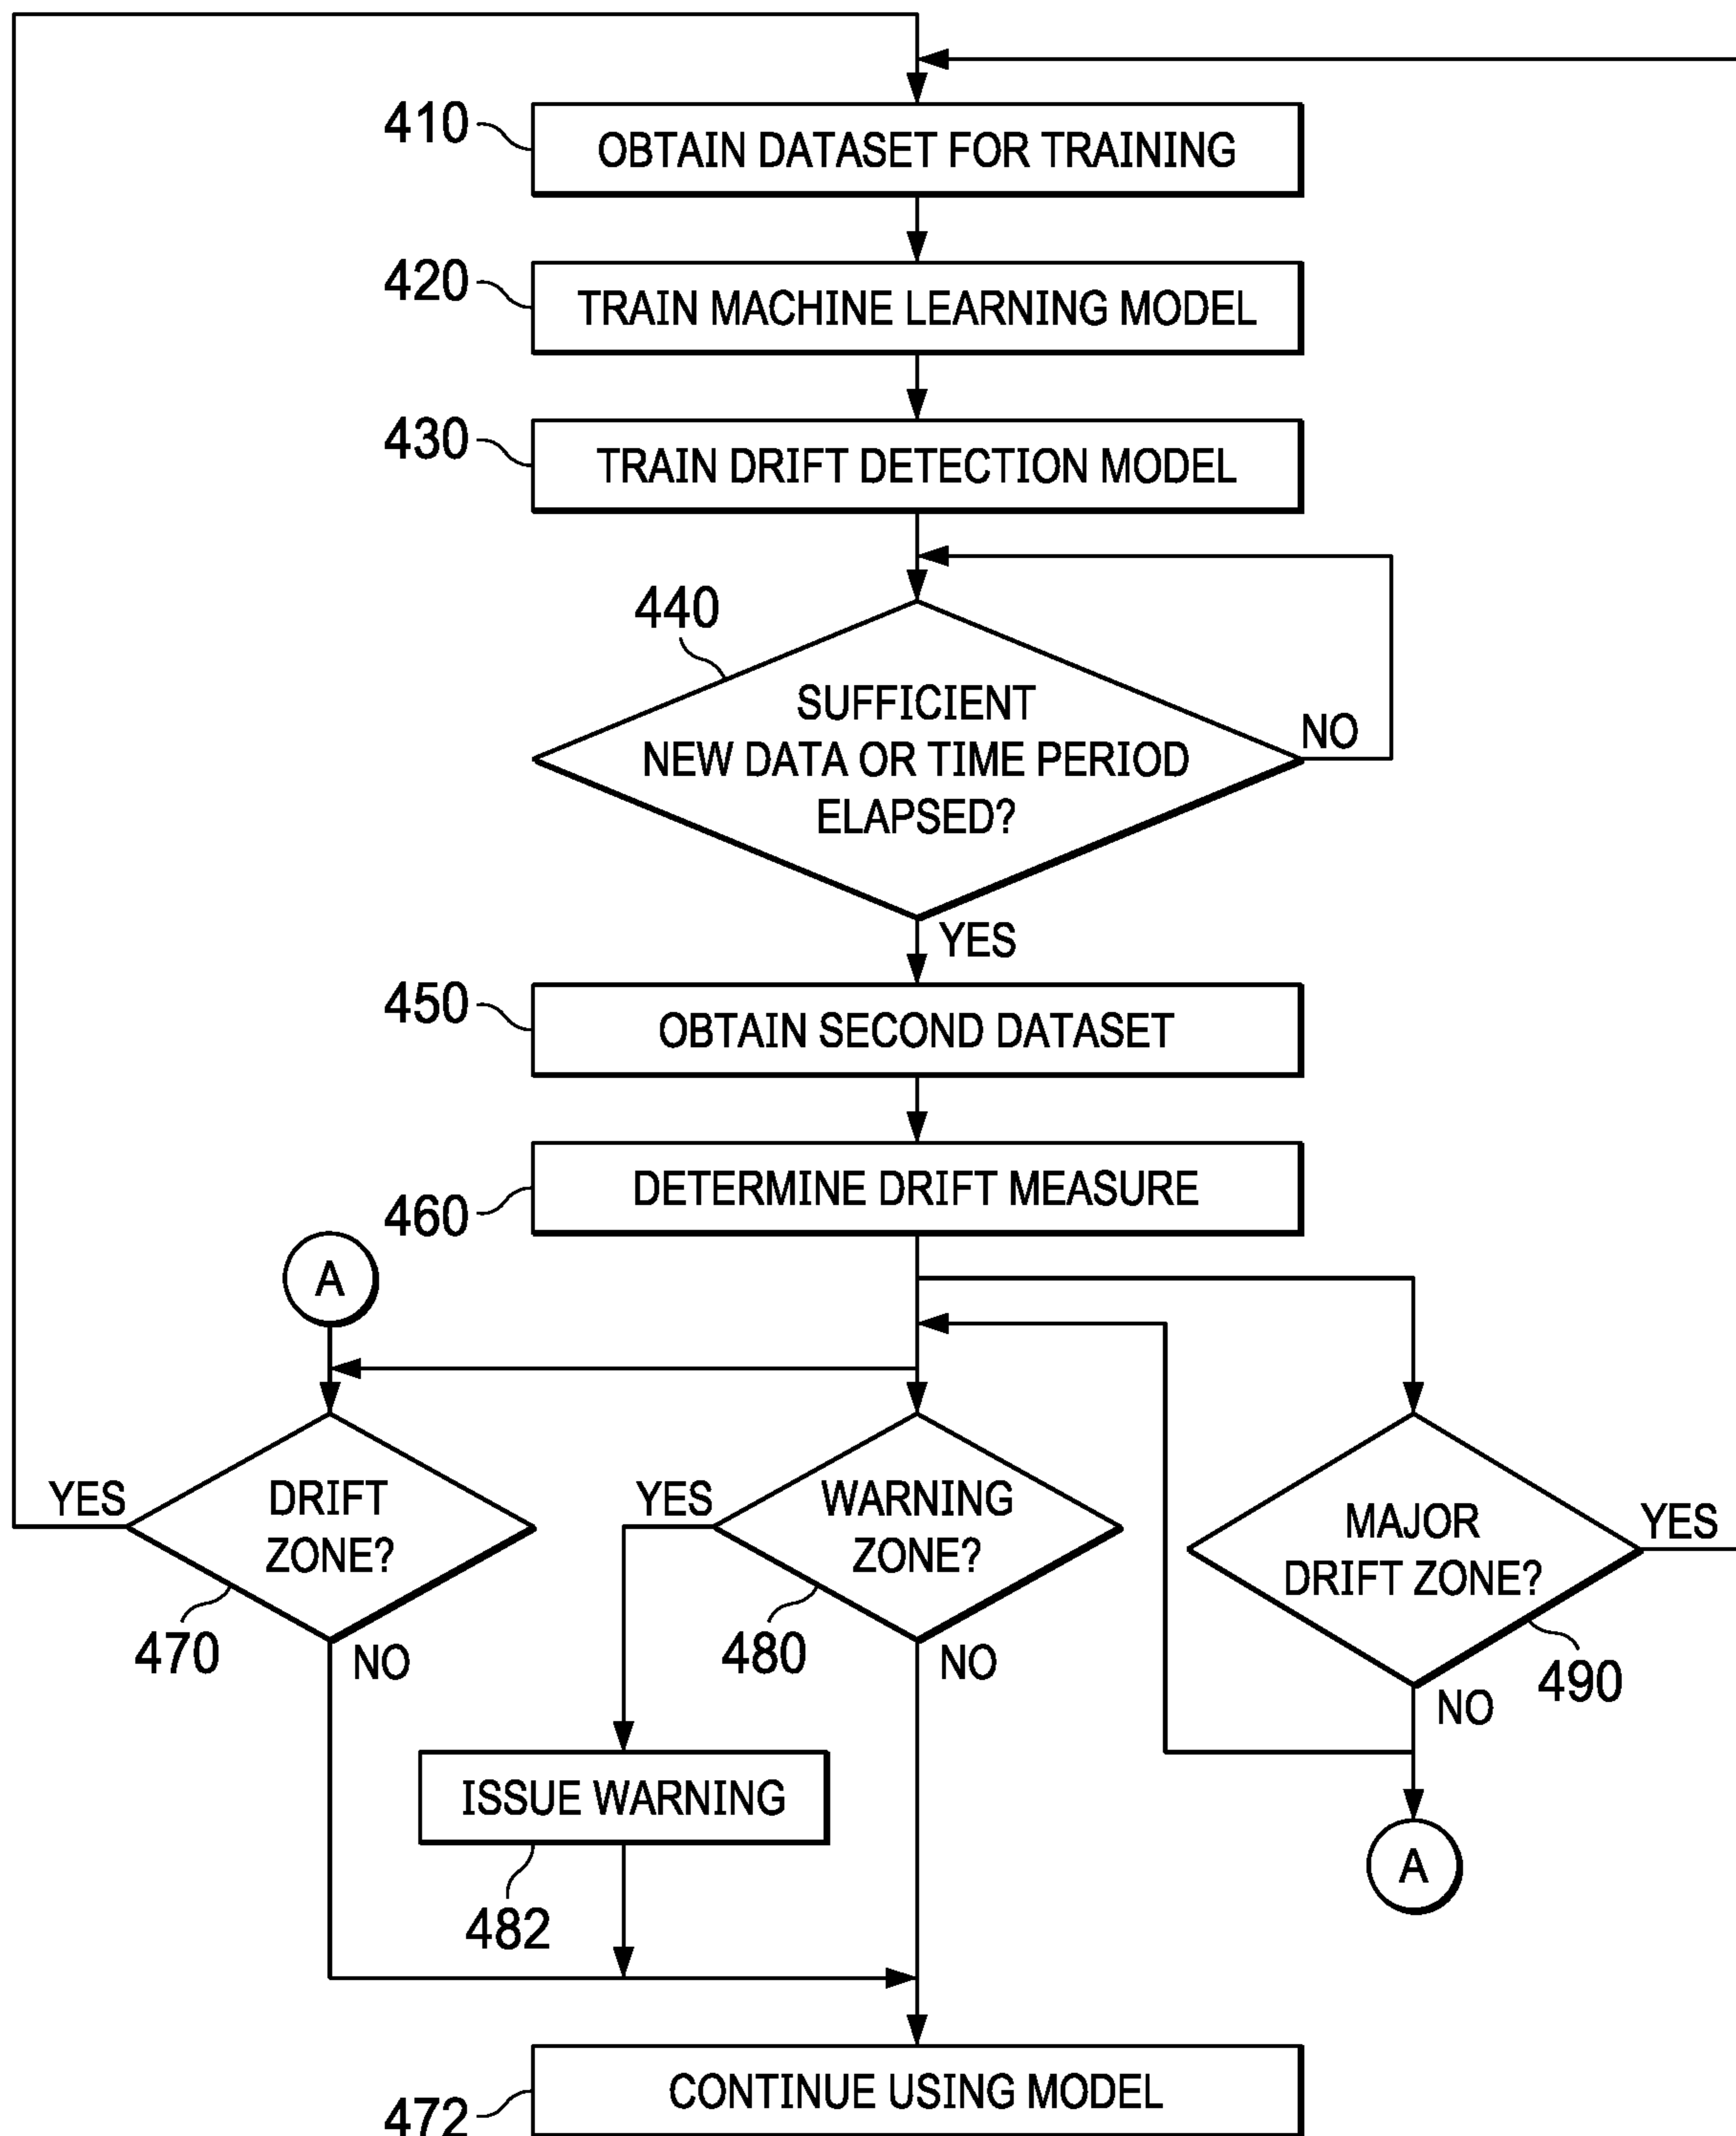 410
OBTAIN DATASET FOR TRAINING
420
TRAIN MACHINE LEARNING MODEL
430
TRAIN DRIFT DETECTION MODEL
440
SUFFICIENT
NEW DATA OR TIME PERIOD
ELAPSED?
NO
YES
450
OBTAIN SECOND DATASET
460
DETERMINE DRIFT MEASURE
A
YES
DRIFT
ZONE?
470
NO
YES
WARNING
ZONE?
480
NO
MAJOR
DRIFT ZONE?
YES
490
NO
ISSUE WARNING
482
A
CONTINUE USING MODEL
472